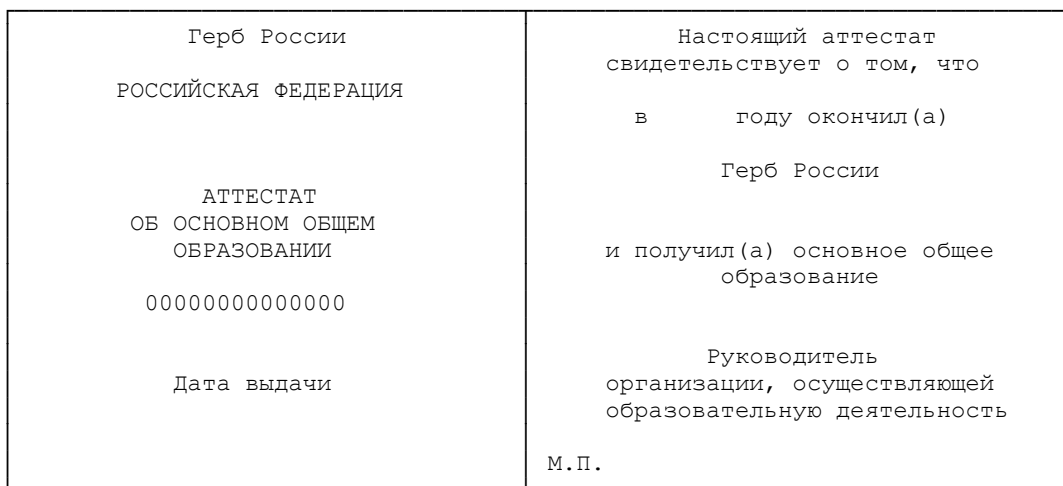 Герб России
РОССИЙСКАЯ ФЕДЕРАЦИЯ
АТТЕСТАТ
ОБ ОСНОВНОМ ОБЩЕМ
ОБРАЗОВАНИИ
00000000000000
Дата выдачи
Настоящий аттестат
свидетельствует о том, что
в году окончил(а)
Герб России
и получил(а) основное общее
образование
Руководитель
организации, осуществляющей
образовательную деятельность
М.П.